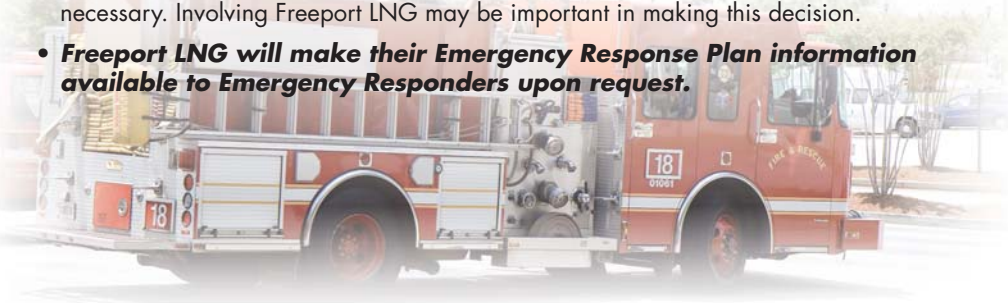 necessary. Involving Freeport LNG may be important in making this decision.
• Freeport LNG will make their Emergency Response Plan information
available to Emergency Responders upon request.
18
01061
FIRE & RESCUE
18